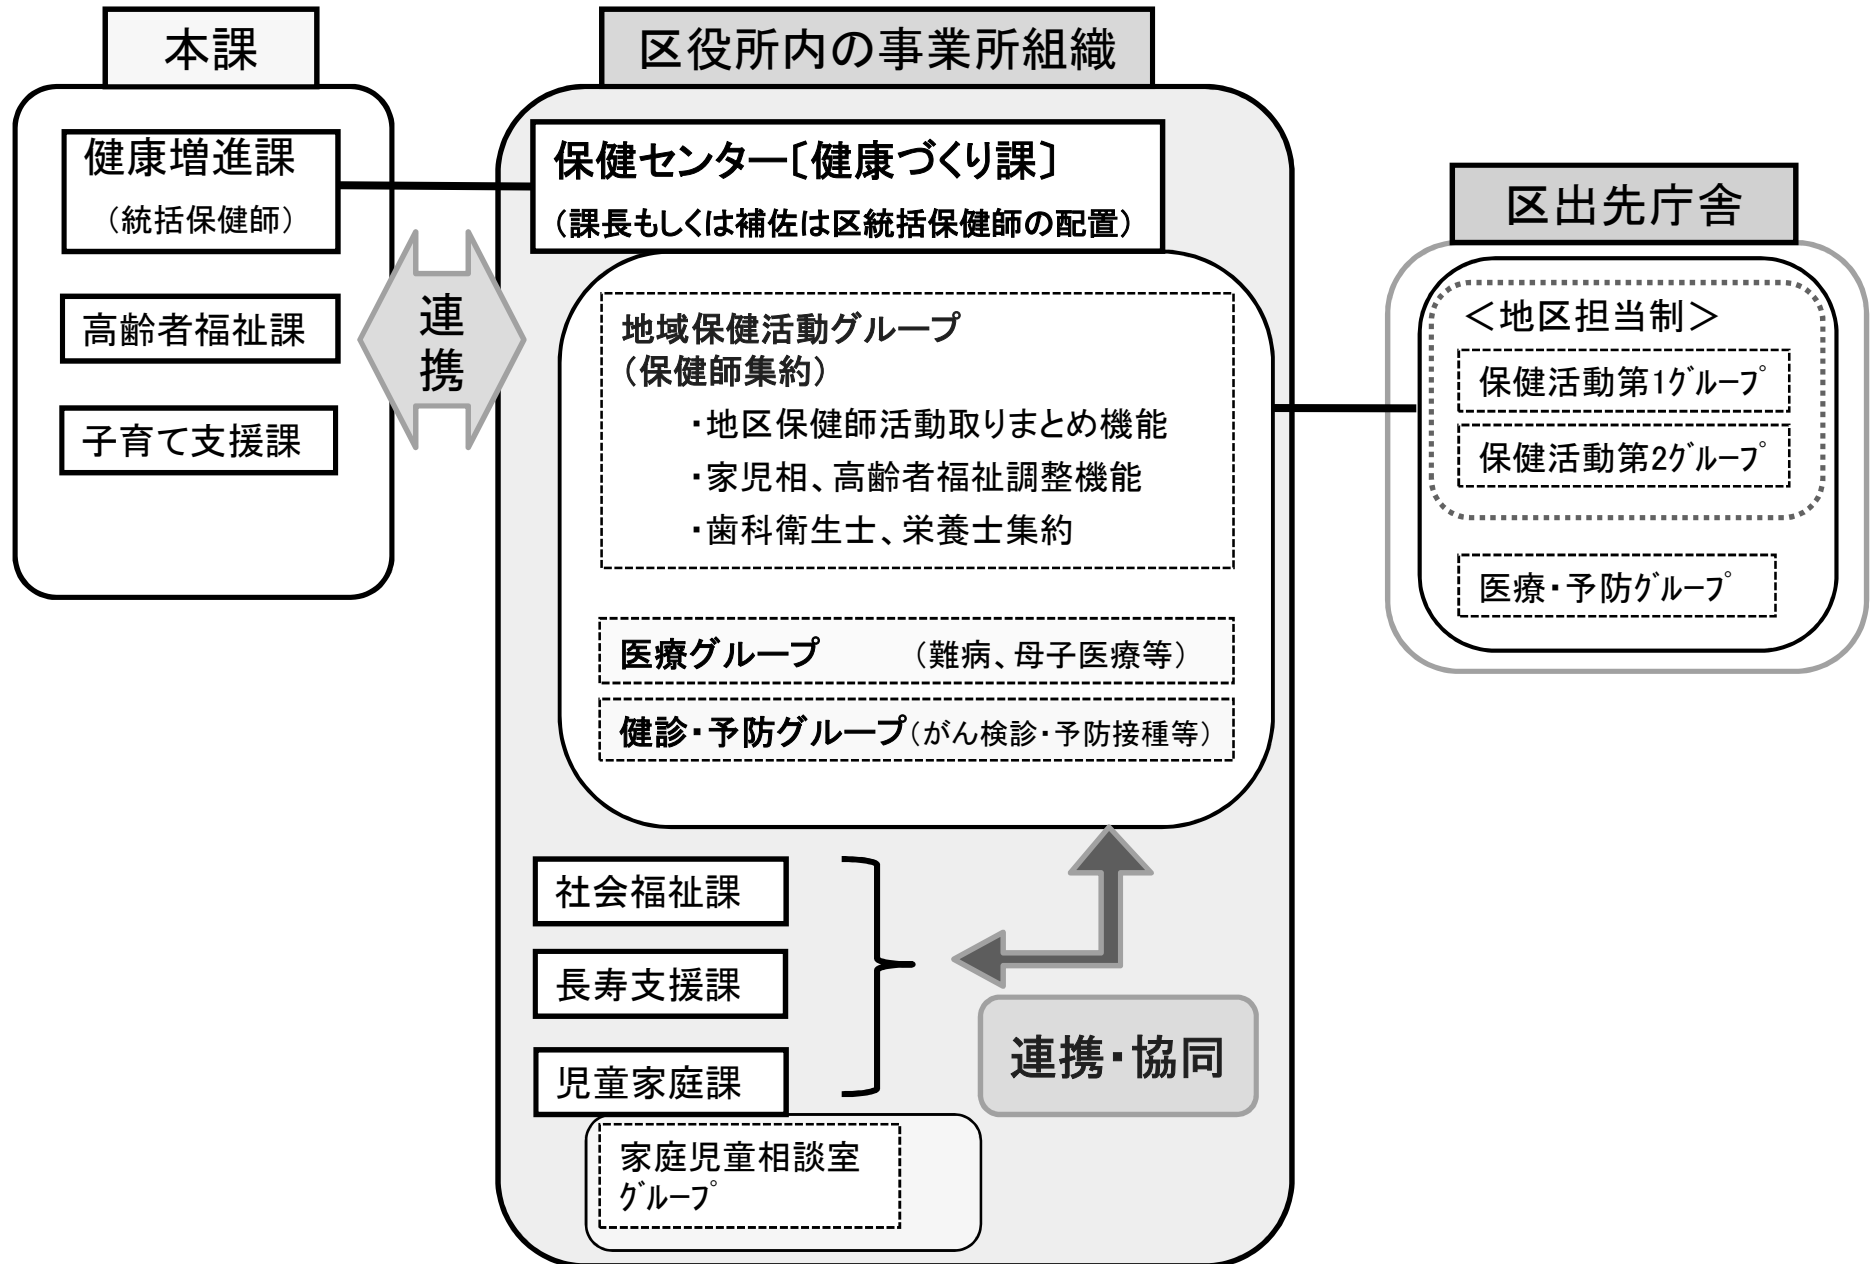 本課
健康増進課
（統括保健師）
高齢者福祉課
子育て支援課
連
携
区役所内の事業所組織
保健センター〔健康づくり課〕
（課長もしくは補佐は区統括保健師の配置）
地域保健活動グループ
（保健師集約）
・地区保健師活動取りまとめ機能
・家児相、高齢者福祉調整機能
・歯科衛生士、栄養士集約
医療グループ　（難病、母子医療等）
健診・予防グループ（がん検診・予防接種等）
社会福祉課
長寿支援課
児童家庭課
家庭児童相談室
ｸﾞﾙｰﾌﾟ
連携・協同
区出先庁舎
＜地区担当制＞
保健活動第1ｸﾞﾙｰﾌﾟ
保健活動第2ｸﾞﾙｰﾌﾟ
医療・予防ｸﾞﾙｰﾌﾟ